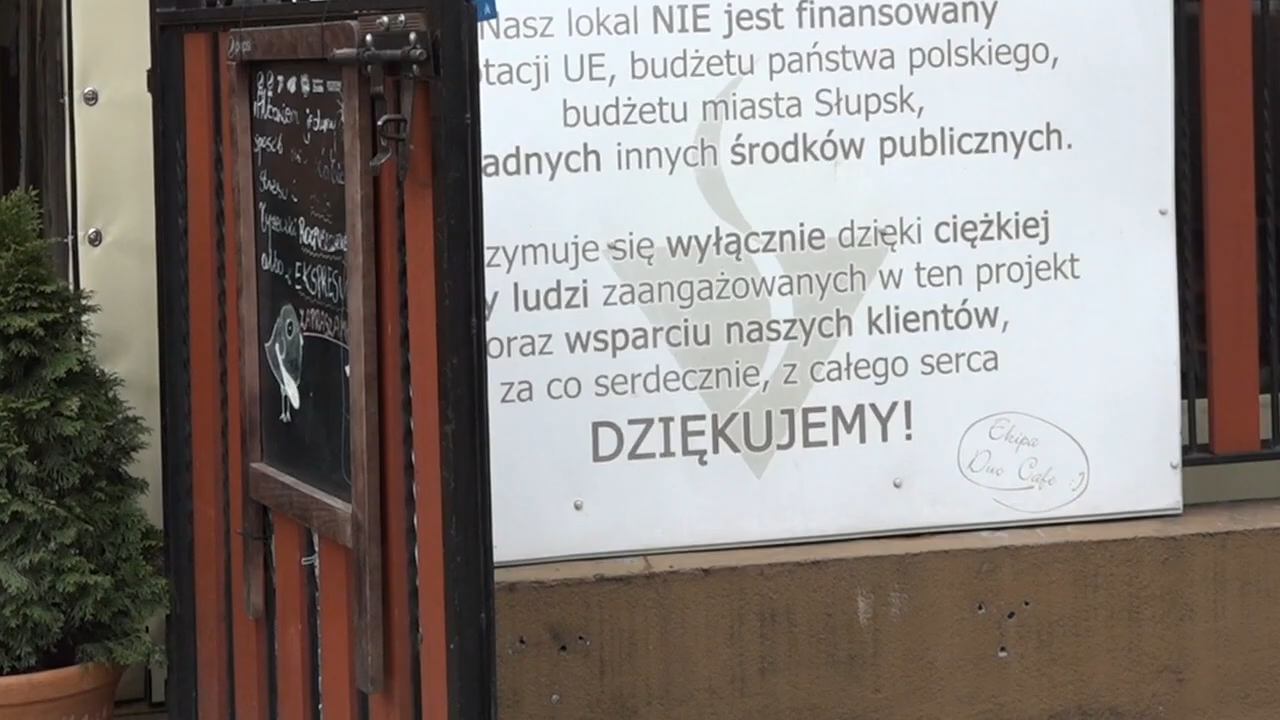 Nasz lokal NIE jest finansowany
tacji UE, budżetu państwa polskiego,
budżetu miasta Słupsk,
adnych innych środków publicznych.
zymuje się wyłącznie dzięki ciężkiej
y ludzi zaangażowanych w ten projekt
oraz wsparciu naszych klientów,
za co serdecznie, z całego serca
DZIĘKUJEMY!
Ekipa
Duo Cafe :)
sposób
albo